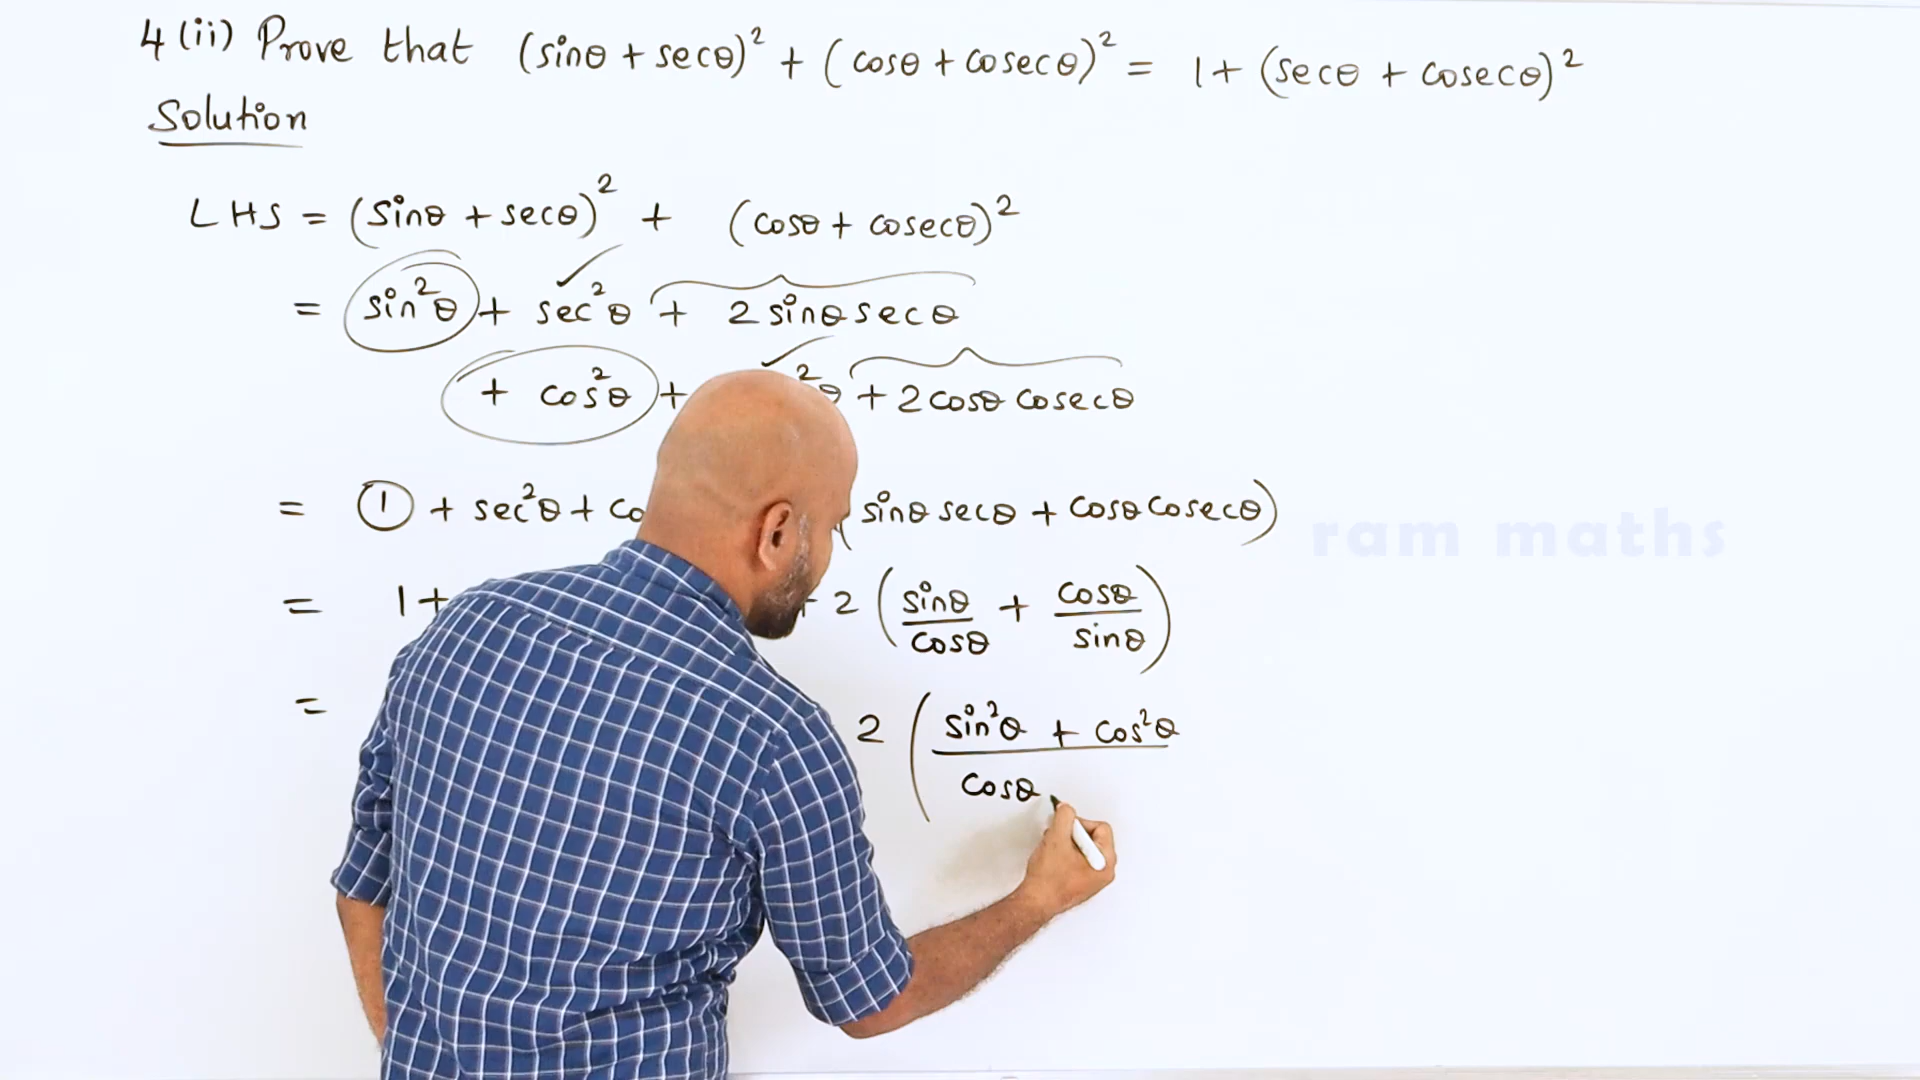 4 (ii) Prove that (sinθ + secθ)² + (cosθ + cosecθ)² = 1 + (secθ + cosecθ)²
Solution
LHS = (sinθ + secθ)² + (cosθ + cosecθ)²
= sin²θ + sec²θ + 2 sinθ secθ
+ cos²θ + ²θ + 2 cosθ cosecθ
= 1 + sec²θ + co sinθ secθ + cosθ cosecθ)
= 1 + + 2 (sinθ/cosθ + cosθ/sinθ)
= 2 (sin²θ + cos²θ
cosθ
ram maths